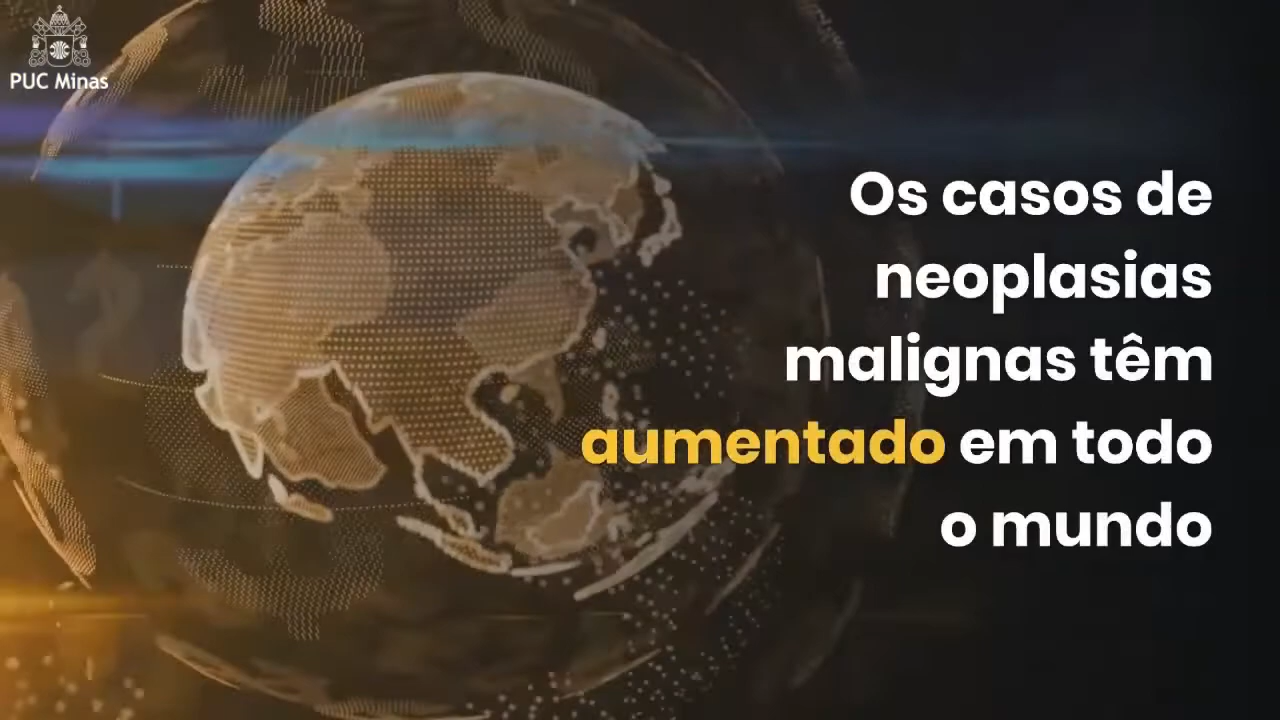 PUC Minas
Os casos de
neoplasias
malignas têm
aumentado em todo
o mundo